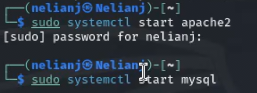 ┌──(nelianj㉿Nelianj)-[~]
└─$ sudo systemctl start apache2
[sudo] password for nelianj:

┌──(nelianj㉿Nelianj)-[~]
└─$ sudo systemctl start mysql